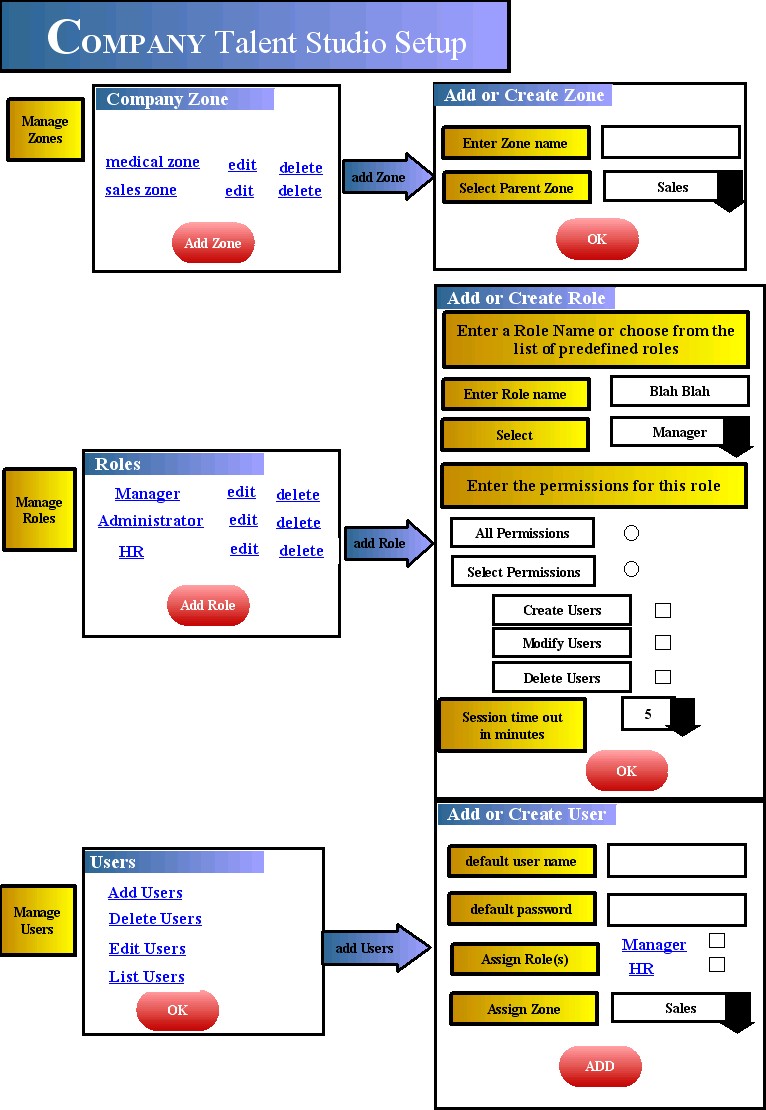 COMPANY Talent Studio Setup
Manage
Zones
Company Zone
medical zone edit delete
sales zone edit delete
Add Zone
add Zone
Add or Create Zone
Enter Zone name
Select Parent Zone Sales
OK
Manage
Roles
Roles
Manager edit delete
Administrator edit delete
HR edit delete
Add Role
add Role
Add or Create Role
Enter a Role Name or choose from the
list of predefined roles
Enter Role name Blah Blah
Select Manager
Enter the permissions for this role
All Permissions
Select Permissions
Create Users
Modify Users
Delete Users
Session time out
in minutes
5
OK
Manage
Users
Users
Add Users
Delete Users
Edit Users
List Users
OK
add Users
Add or Create User
default user name
default password
Assign Role(s)
Manager
HR
Assign Zone Sales
ADD